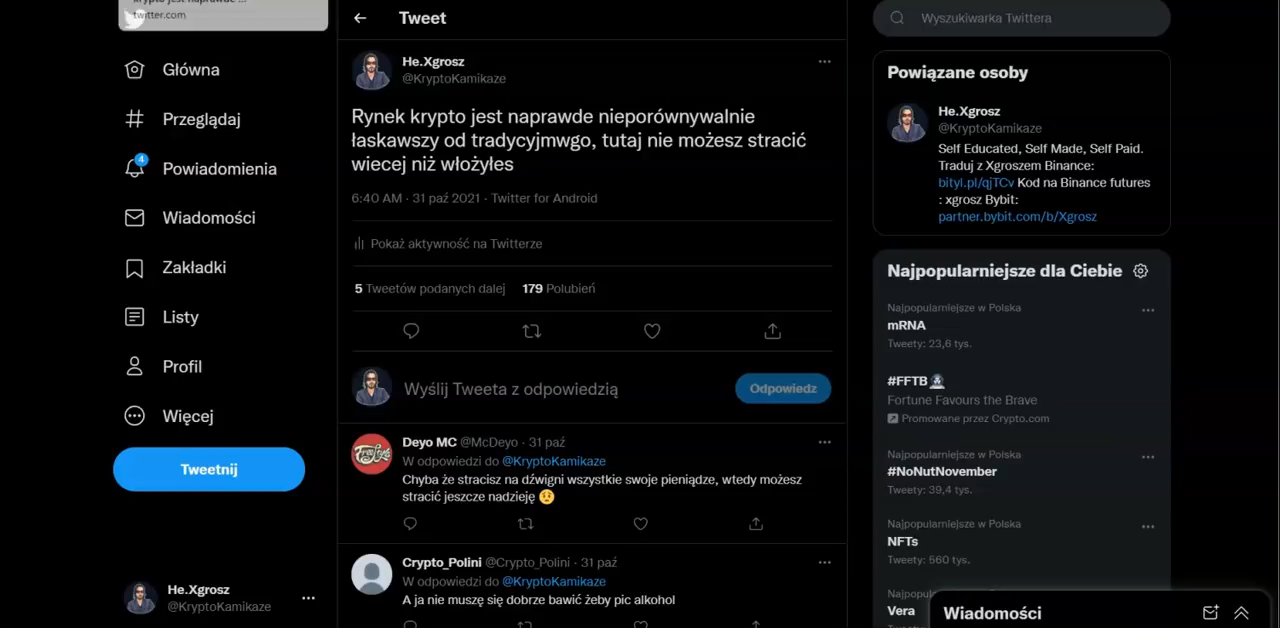 krypto jest naprawdę ...
twitter.com
Główna
Przeglądaj
4
Powiadomienia
Wiadomości
Zakładki
Listy
Profil
Więcej
Tweetnij
He.Xgrosz
@KryptoKamikaze
Tweet
He.Xgrosz
@KryptoKamikaze
Rynek krypto jest naprawde nieporównywalnie
łaskawszy od tradycyjmwgo, tutaj nie możesz stracić
wiecej niż włożyłes
6:40 AM · 31 paź 2021 · Twitter for Android
Pokaż aktywność na Twitterze
5 Tweetów podanych dalej 179 Polubień
Wyślij Tweeta z odpowiedzią
Odpowiedz
Deyo MC @McDeyo · 31 paź
W odpowiedzi do @KryptoKamikaze
Chyba że stracisz na dźwigni wszystkie swoje pieniądze, wtedy możesz
stracić jeszcze nadzieję 😟
Crypto_Polini @Crypto_Polini · 31 paź
W odpowiedzi do @KryptoKamikaze
A ja nie muszę się dobrze bawić żeby pic alkohol
Wyszukiwarka Twittera
Powiązane osoby
He.Xgrosz
@KryptoKamikaze
Self Educated, Self Made, Self Paid.
Traduj z Xgroszem Binance:
bityl.pl/qjTCv Kod na Binance futures
: xgrosz Bybit:
partner.bybit.com/b/Xgrosz
Najpopularniejsze dla Ciebie
Najpopularniejsze w Polska
mRNA
Tweety: 23,6 tys.
#FFTB
Fortune Favours the Brave
Promowane przez Crypto.com
Najpopularniejsze w Polska
#NoNutNovember
Tweety: 39,4 tys.
Najpopularniejsze w Polska
NFTs
Tweety: 560 tys.
Vera
Wiadomości